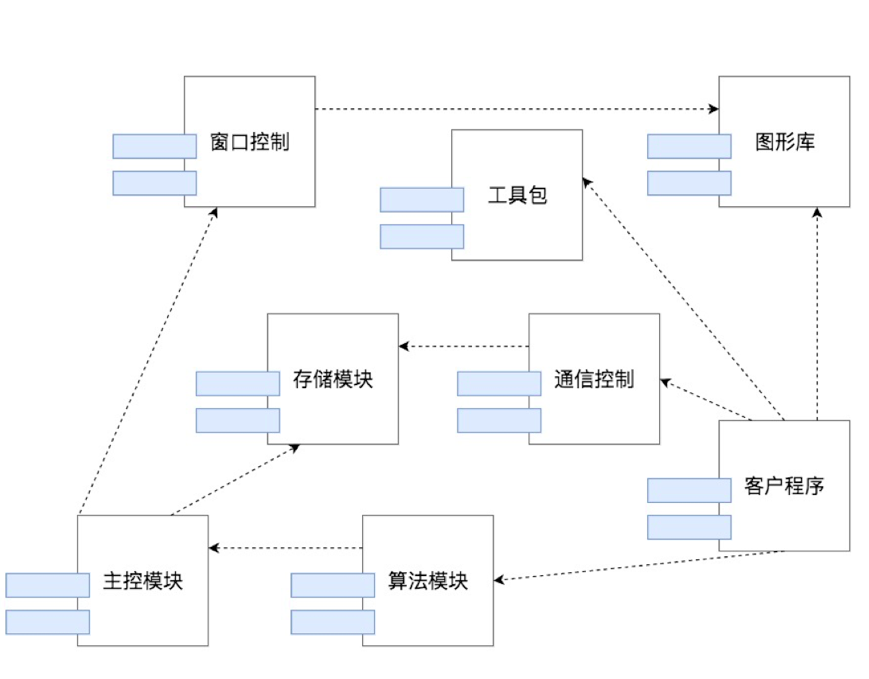 窗口控制
图形库
工具包
存储模块
通信控制
客户程序
主控模块
算法模块